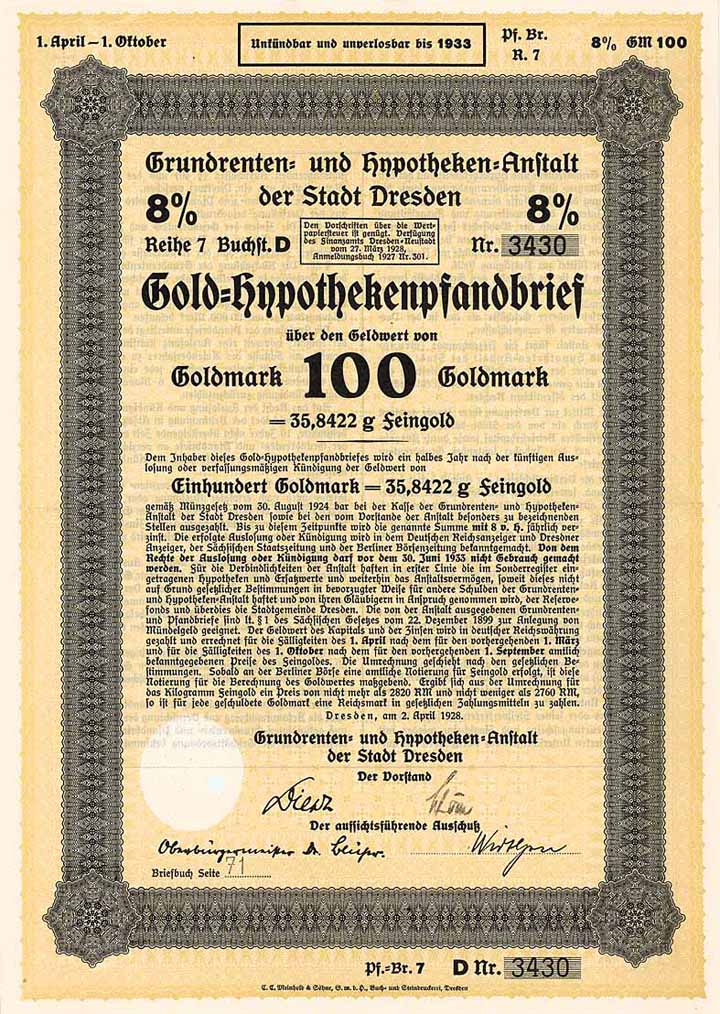 1. April – 1. Oktober
Unkündbar und unverlosbar bis 1933
Pf. Br.
R. 7
8% GM 100
Grundrenten- und Hypotheken-Anstalt
der Stadt Dresden
8%
8%
Reihe 7 Buchst. D
Den Vorschriften über die Wert-
papiersteuer ist genügt. Verfügung
des Finanzamts Dresden-Neustadt
vom 27. März 1928,
Anmeldungsbuch 1927 Nr. 301.
Nr. 3430
Gold-Hypothekenpfandbrief
über den Geldwert von
Goldmark 100 Goldmark
= 35,8422 g Feingold
Dem Inhaber dieses Gold-Hypothekenpfandbriefes wird ein halbes Jahr nach der künftigen Aus-
losung oder verfassungsmäßigen Kündigung der Geldwert von
Einhundert Goldmark = 35,8422 g Feingold
gemäß Münzgesetz vom 30. August 1924 bar bei der Kasse der Grundrenten- und Hypotheken-
Anstalt der Stadt Dresden sowie bei den vom Vorstande der Anstalt besonders zu bezeichnenden
Stellen ausgezahlt. Bis zu diesem Zeitpunkte wird die genannte Summe mit 8 v. H. jährlich ver-
zinst. Die erfolgte Auslosung oder Kündigung wird in dem Deutschen Reichsanzeiger und Dresdner
Anzeiger, der Sächsischen Staatszeitung und der Berliner Börsenzeitung bekanntgemacht. Von dem
Rechte der Auslosung oder Kündigung darf vor dem 30. Juni 1933 nicht Gebrauch gemacht
werden. Für die Verbindlichkeiten der Anstalt haften in erster Linie die im Sonderregister ein-
getragenen Hypotheken und Ersatzwerte und weiterhin das Anstaltsvermögen, soweit dieses nicht
auf Grund gesetzlicher Bestimmungen in bevorzugter Weise für andere Schulden der Grundrenten-
und Hypotheken-Anstalt haftet und von ihren Gläubigern in Anspruch genommen wird, der Reserve-
fonds und überdies die Stadtgemeinde Dresden. Die von der Anstalt ausgegebenen Grundrenten-
und Pfandbriefe sind lt. § 1 des Sächsischen Gesetzes vom 22. Dezember 1899 zur Anlegung von
Mündelgeld geeignet. Der Geldwert des Kapitals und der Zinsen wird in deutscher Reichswährung
gezahlt und errechnet für die Fälligkeiten des 1. April nach dem für den vorhergehenden 1. März
und für die Fälligkeiten des 1. Oktober nach dem für den vorhergehenden 1. September amtlich
bekanntgegebenen Preise des Feingoldes. Die Umrechnung geschieht nach den gesetzlichen Be-
stimmungen. Sobald an der Berliner Börse eine amtliche Notierung für Feingold erfolgt, ist diese
Notierung für die Berechnung des Goldwertes maßgebend. Ergibt sich aus der Umrechnung für
das Kilogramm Feingold ein Preis von nicht mehr als 2820 RM und nicht weniger als 2760 RM,
so ist für jede geschuldete Goldmark eine Reichsmark in gesetzlichen Zahlungsmitteln zu zahlen.
Dresden, am 2. April 1928.
Grundrenten- und Hypotheken-Anstalt
der Stadt Dresden
Der Vorstand
Der aufsichtsführende Ausschuß
Oberbürgermeister Dr. Blüher.
Briefbuch Seite 71
Pf.-Br. 7 D Nr. 3430
C. C. Meinhold & Söhne, G. m. b. H., Buch- und Steindruckerei, Dresden